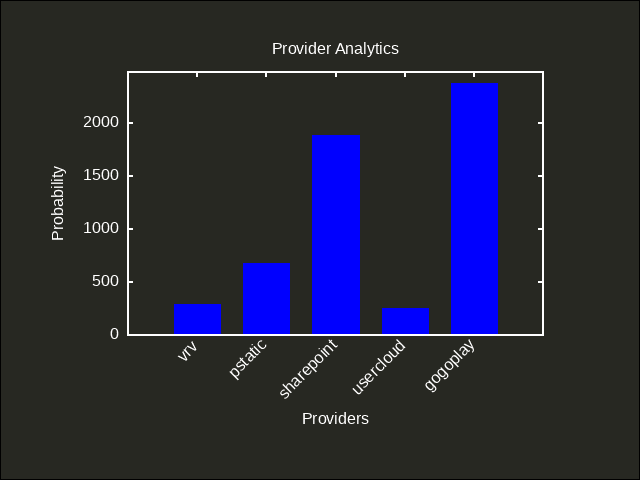 Provider Analytics
Probability
2000
1500
1000
500
0
vrv
pstatic
sharepoint
usercloud
gogoplay
Providers